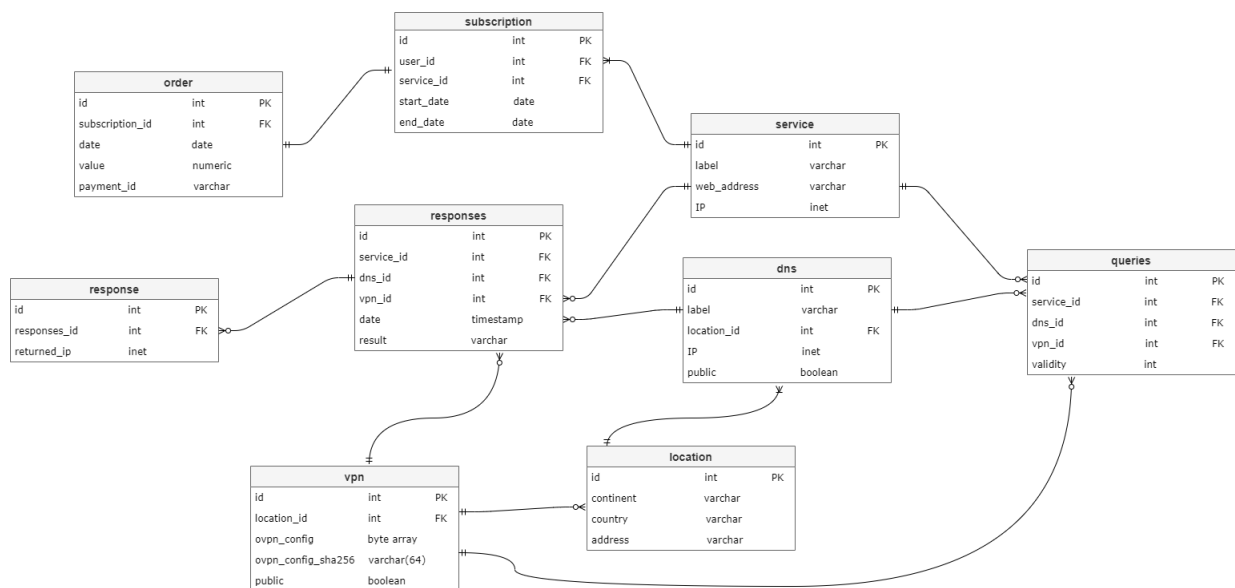 subscription
id int PK
user_id int FK
service_id int FK
start_date date
end_date date
order
id int PK
subscription_id int FK
date date
value numeric
payment_id varchar
service
id int PK
label varchar
web_address varchar
IP inet
responses
id int PK
service_id int FK
dns_id int FK
vpn_id int FK
date timestamp
result varchar
dns
id int PK
label varchar
location_id int FK
IP inet
public boolean
queries
id int PK
service_id int FK
dns_id int FK
vpn_id int FK
validity int
response
id int PK
responses_id int FK
returned_ip inet
location
id int PK
continent varchar
country varchar
address varchar
vpn
id int PK
location_id int FK
ovpn_config byte array
ovpn_config_sha256 varchar(64)
public boolean